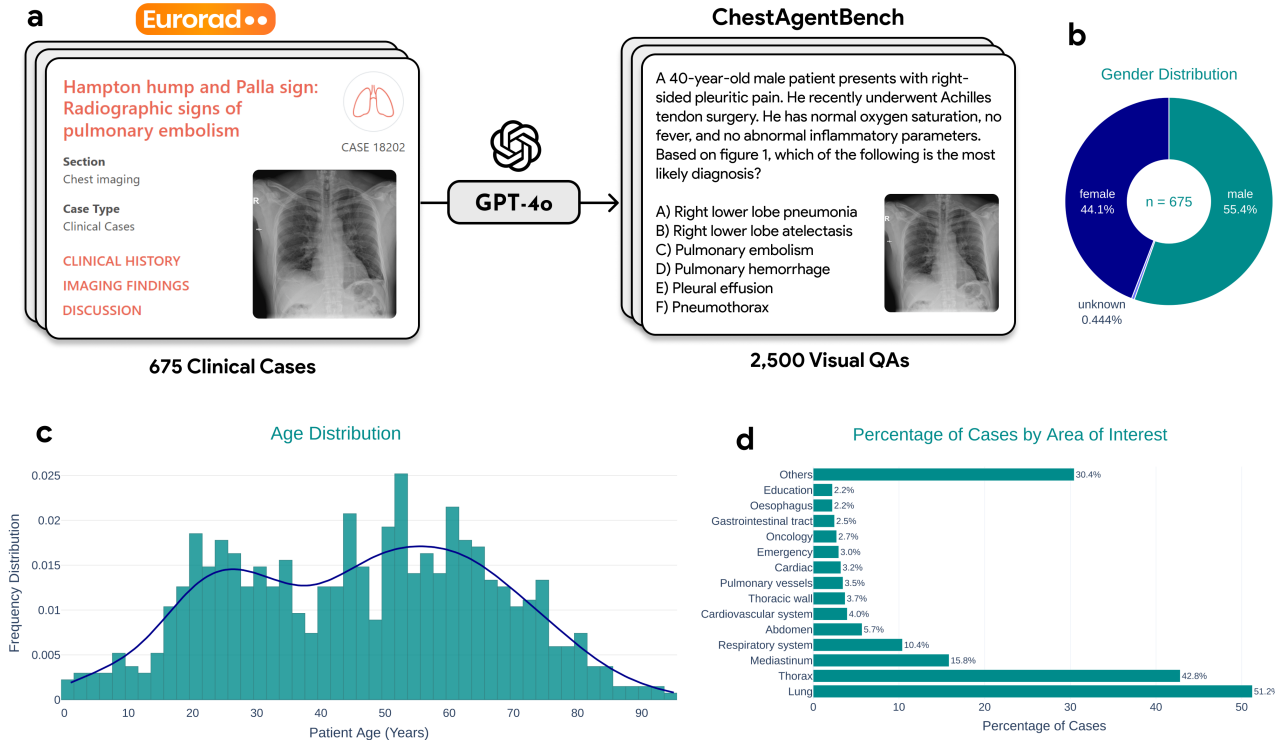 a
Eurorad
Hampton hump and Palla sign:
Radiographic signs of
pulmonary embolism
CASE 18202
Section
Chest imaging
Case Type
Clinical Cases
CLINICAL HISTORY
IMAGING FINDINGS
DISCUSSION
R
675 Clinical Cases
GPT-4o
ChestAgentBench
A 40-year-old male patient presents with right-
sided pleuritic pain. He recently underwent Achilles
tendon surgery. He has normal oxygen saturation, no
fever, and no abnormal inflammatory parameters.
Based on figure 1, which of the following is the most
likely diagnosis?
A) Right lower lobe pneumonia
B) Right lower lobe atelectasis
C) Pulmonary embolism
D) Pulmonary hemorrhage
E) Pleural effusion
F) Pneumothorax
R
2,500 Visual QAs
b
Gender Distribution
female
44.1%
n = 675
male
55.4%
unknown
0.444%
c
Age Distribution
Frequency Distribution
0.025
0.02
0.015
0.01
0.005
0
0 10 20 30 40 50 60 70 80 90
Patient Age (Years)
d
Percentage of Cases by Area of Interest
Others 30.4%
Education 2.2%
Oesophagus 2.2%
Gastrointestinal tract 2.5%
Oncology 2.7%
Emergency 3.0%
Cardiac 3.2%
Pulmonary vessels 3.5%
Thoracic wall 3.7%
Cardiovascular system 4.0%
Abdomen 5.7%
Respiratory system 10.4%
Mediastinum 15.8%
Thorax 42.8%
Lung 51.2%
0 10 20 30 40 50
Percentage of Cases